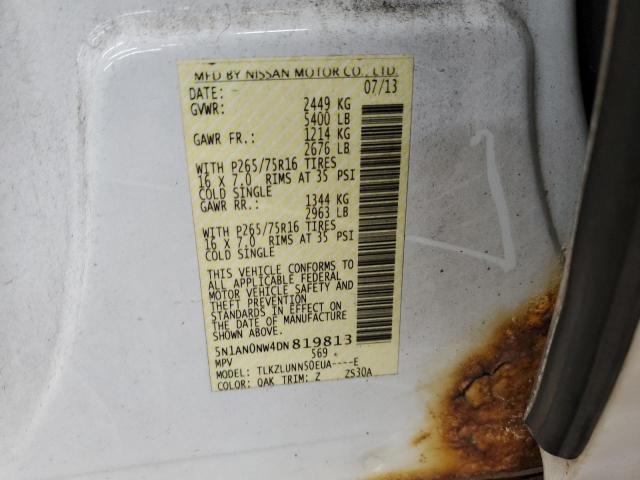 MFD BY NISSAN MOTOR CO., LTD.
DATE: 07/13
GVWR: 2449 KG
5400 LB
GAWR FR.: 1214 KG
2676 LB
WITH P265/75R16 TIRES
16 X 7.0 RIMS AT 35 PSI
COLD SINGLE
GAWR RR.: 1344 KG
2963 LB
WITH P265/75R16 TIRES
16 X 7.0 RIMS AT 35 PSI
COLD SINGLE
THIS VEHICLE CONFORMS TO
ALL APPLICABLE FEDERAL
MOTOR VEHICLE SAFETY AND
THEFT PREVENTION
STANDARDS IN EFFECT ON
THE DATE OF MANUFACTURE
SHOWN ABOVE.
5N1AN0NW4DN819813
MPV 569
MODEL: TLKZLUNN50EUA----E
COLOR: QAK TRIM: Z ZS30A